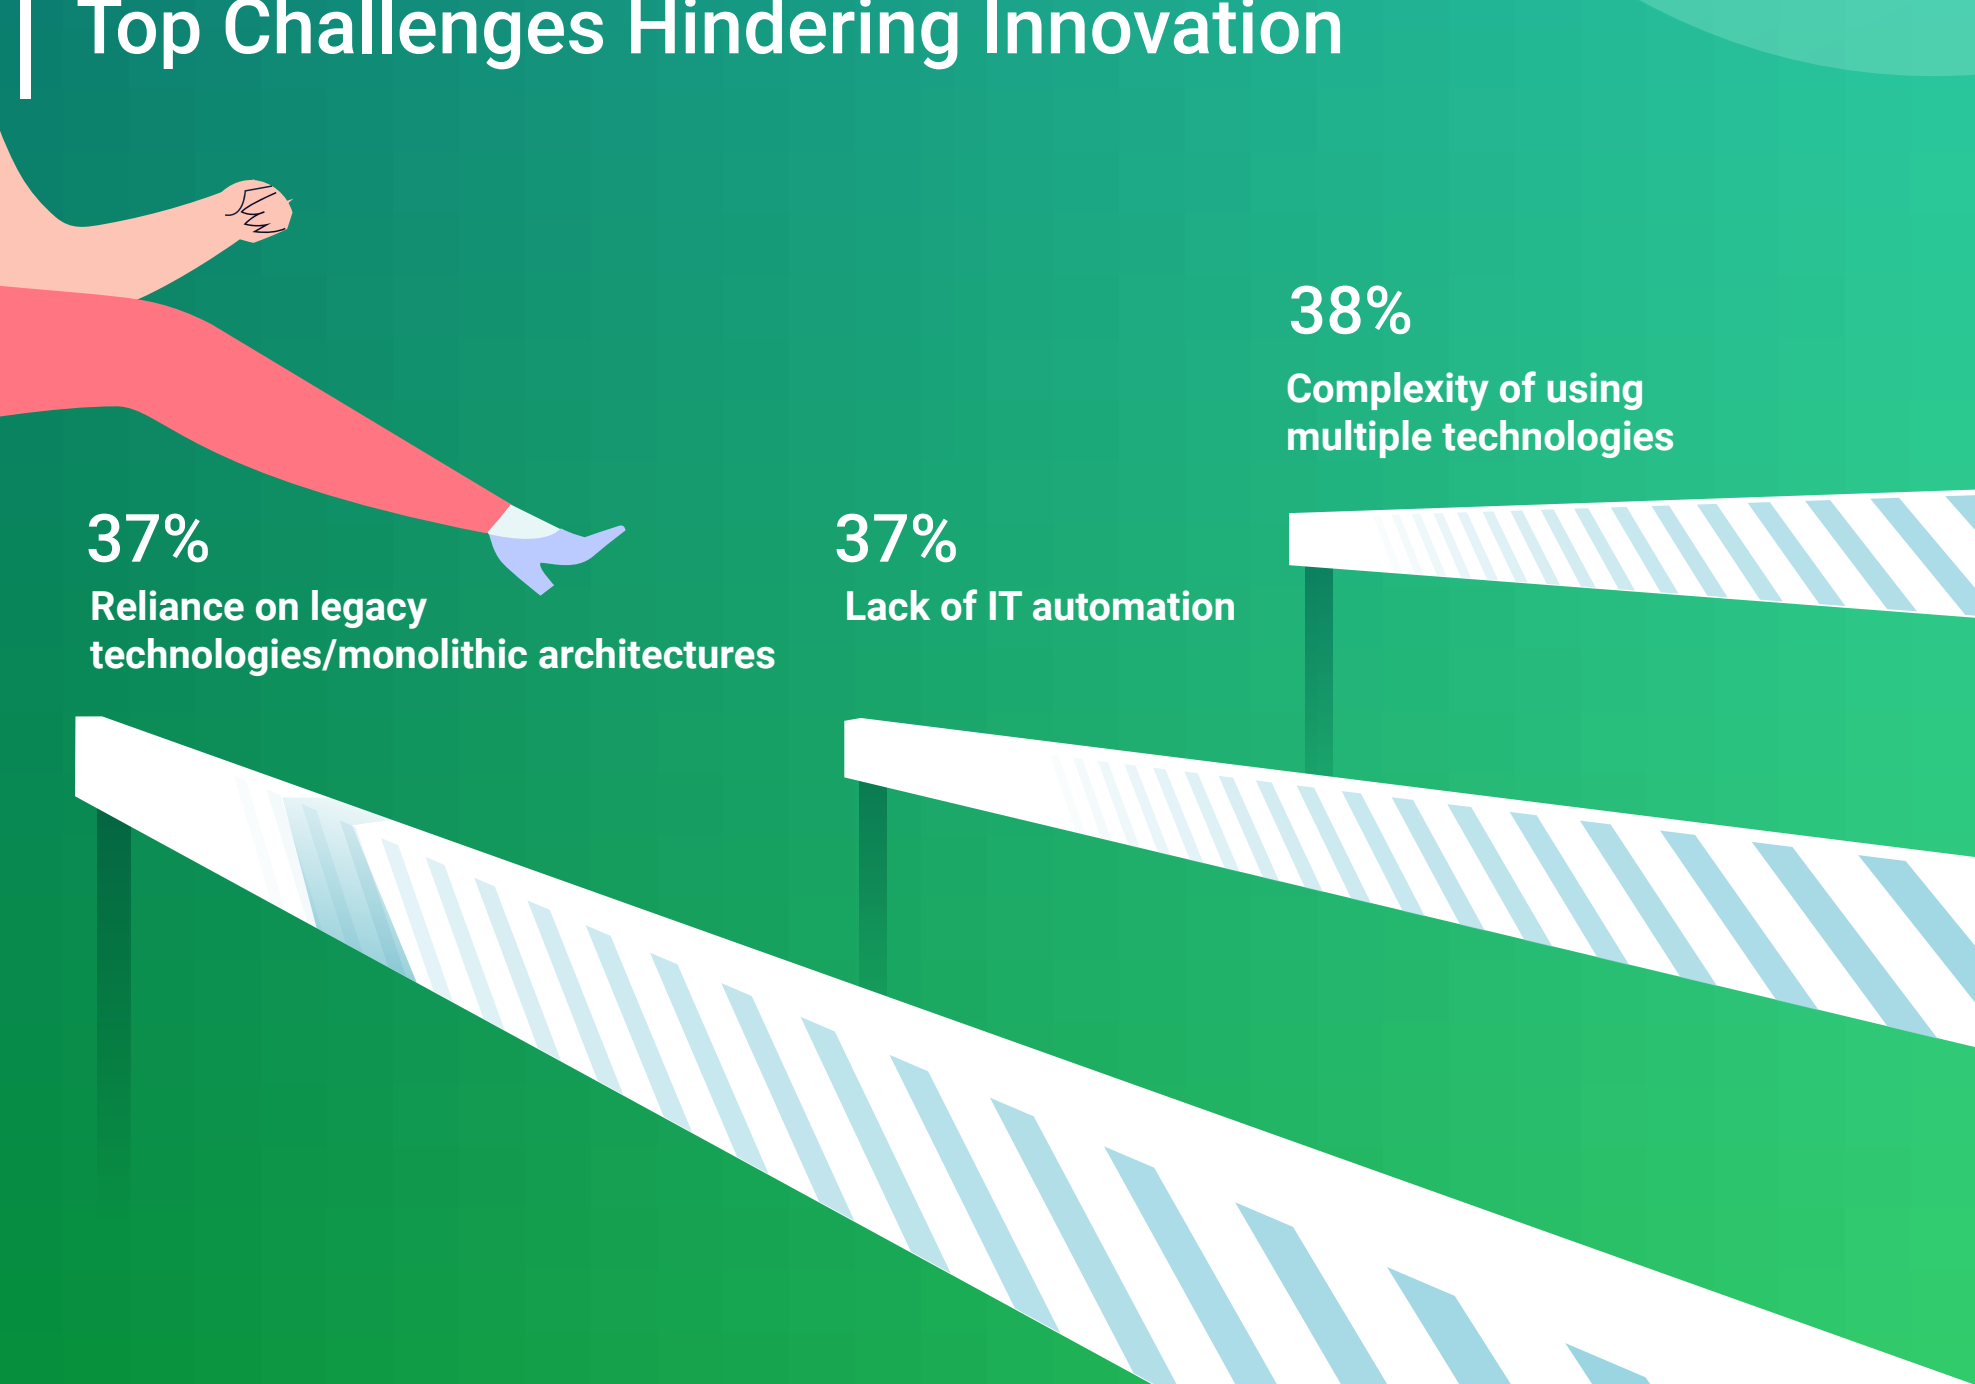 Top Challenges Hindering Innovation
38%
Complexity of using
multiple technologies
37%
Reliance on legacy
technologies/monolithic architectures
37%
Lack of IT automation